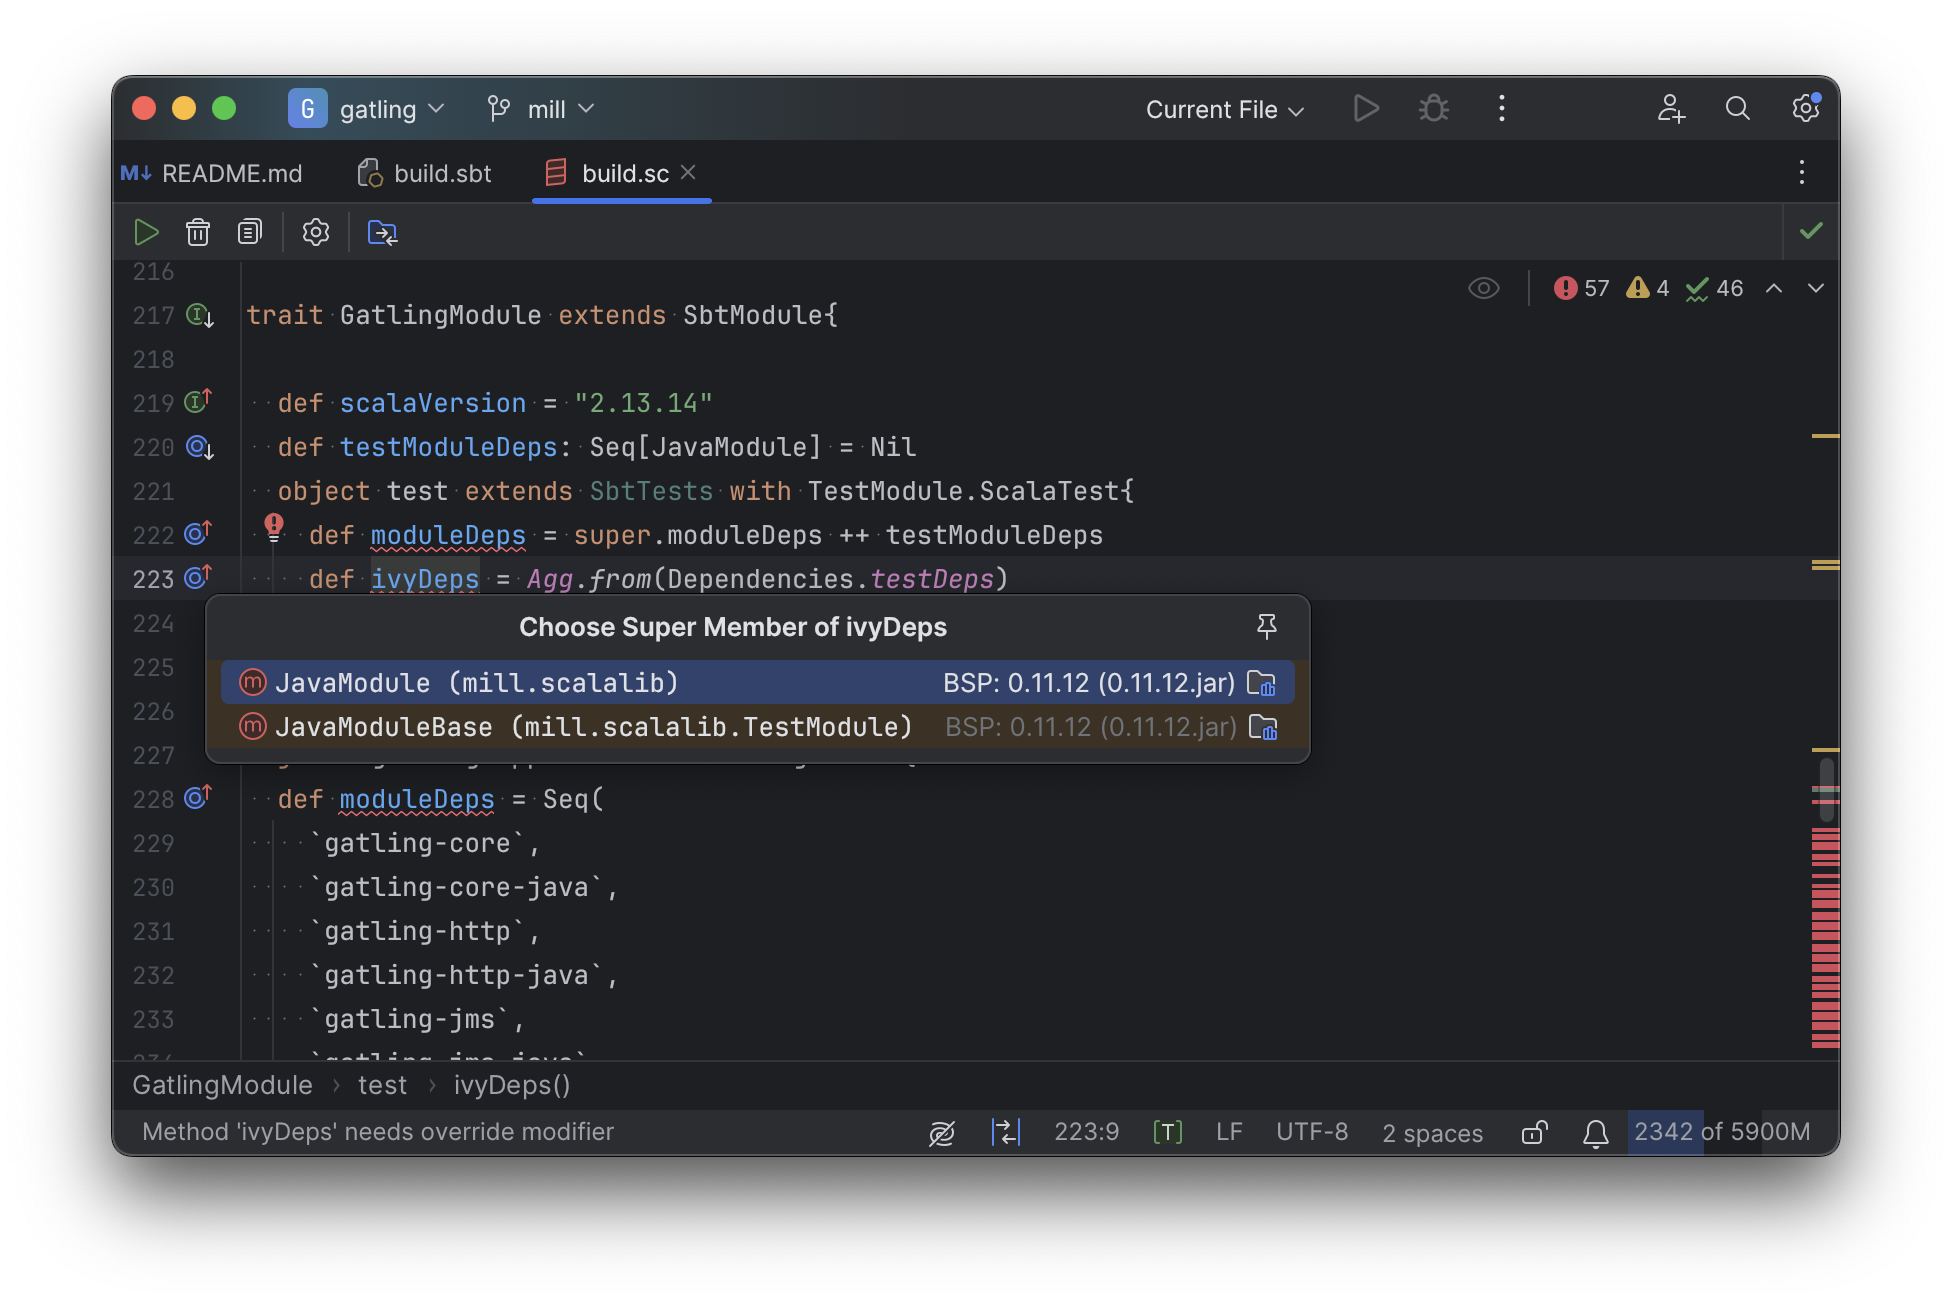 G gatling mill Current File
M↓ README.md build.sbt build.sc
216 57 4 46
217 trait GatlingModule extends SbtModule{
218
219 def scalaVersion = "2.13.14"
220 def testModuleDeps: Seq[JavaModule] = Nil
221 object test extends SbtTests with TestModule.ScalaTest{
222 def moduleDeps = super.moduleDeps ++ testModuleDeps
223 def ivyDeps = Agg.from(Dependencies.testDeps)
224 Choose Super Member of ivyDeps
225 JavaModule (mill.scalalib) BSP: 0.11.12 (0.11.12.jar)
226 JavaModuleBase (mill.scalalib.TestModule) BSP: 0.11.12 (0.11.12.jar)
227
228 def moduleDeps = Seq(
229 `gatling-core`,
230 `gatling-core-java`,
231 `gatling-http`,
232 `gatling-http-java`,
233 `gatling-jms`,
234 `gatling-jms-java`
GatlingModule › test › ivyDeps()
Method 'ivyDeps' needs override modifier 223:9 [T] LF UTF-8 2 spaces 2342 of 5900M